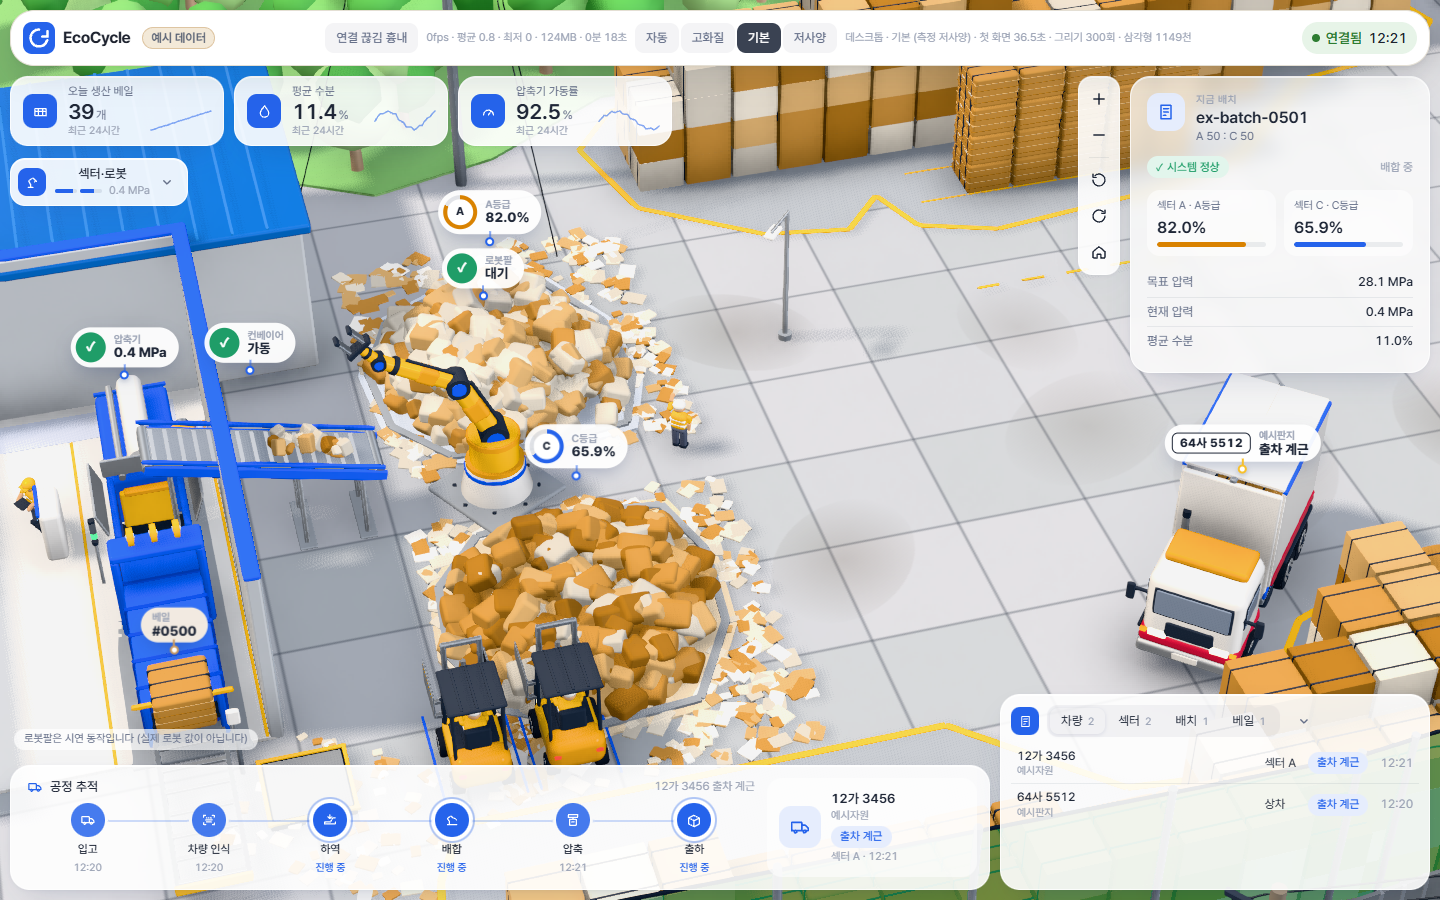 EcoCycle
예시 데이터
연결 끊김 흉내
0fps · 평균 0.8 · 최저 0 · 124MB · 0분 18초
자동
고화질
기본
저사양
데스크톱 · 기본 (측정 저사양) · 첫 화면 36.5초 · 그리기 300회 · 삼각형 1149천
연결됨 12:21
오늘 생산 베일
39개
최근 24시간
평균 수분
11.4%
최근 24시간
압축기 가동률
92.5%
최근 24시간
섹터·로봇
0.4 MPa
지금 배치
ex-batch-0501
A 50 : C 50
✓ 시스템 정상
배합 중
섹터 A · A등급
82.0%
섹터 C · C등급
65.9%
목표 압력
28.1 MPa
현재 압력
0.4 MPa
평균 수분
11.0%
A
A등급
82.0%
로봇팔
대기
압축기
0.4 MPa
컨베이어
가동
C
C등급
65.9%
64사 5512
예시판지
출차 계근
베일
#0500
로봇팔은 시연 동작입니다 (실제 로봇 값이 아닙니다)
공정 추적
12가 3456 출차 계근
입고
12:20
차량 인식
12:20
하역
진행 중
배합
진행 중
압축
12:21
출하
진행 중
12가 3456
예시자원
출차 계근
섹터 A · 12:21
차량 2
섹터 2
배치 1
베일 1
12가 3456
예시자원
섹터 A
출차 계근
12:21
64사 5512
예시판지
상차
출차 계근
12:20